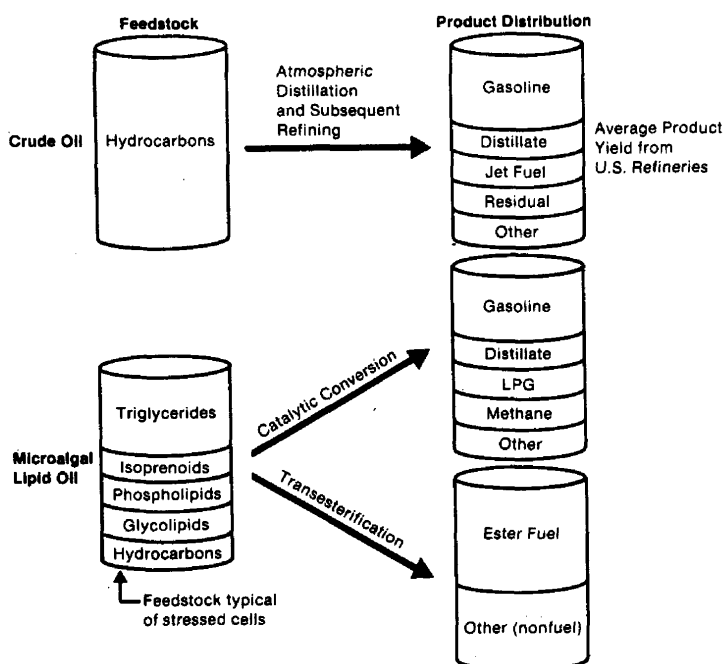 Feedstock
Product Distribution
Crude Oil
Hydrocarbons
Atmospheric
Distillation
and Subsequent
Refining
Gasoline
Distillate
Jet Fuel
Residual
Other
Average Product
Yield from
U.S. Refineries
Microalgal
Lipid Oil
Triglycerides
Isoprenoids
Phospholipids
Glycolipids
Hydrocarbons
Feedstock typical
of stressed cells
Catalytic Conversion
Gasoline
Distillate
LPG
Methane
Other
Transesterification
Ester Fuel
Other (nonfuel)